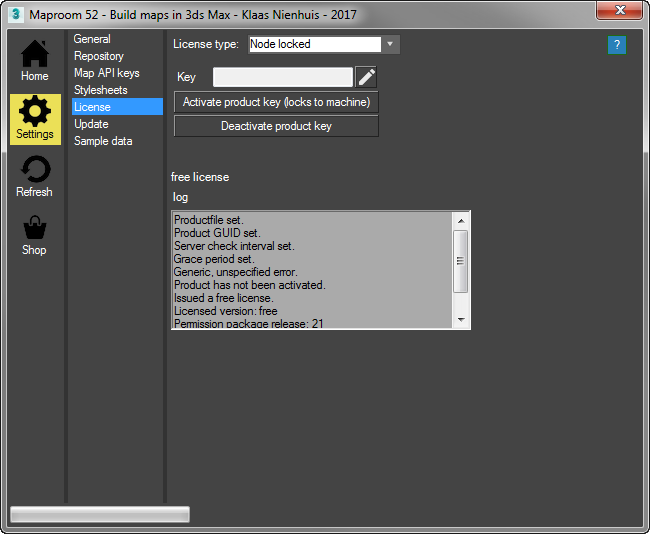 Maproom 52 - Build maps in 3ds Max - Klaas Nienhuis - 2017
Home
Settings
Refresh
Shop
General
Repository
Map API keys
Stylesheets
License
Update
Sample data
License type: Node locked
?
Key
Activate product key (locks to machine)
Deactivate product key
free license
log
Productfile set.
Product GUID set.
Server check interval set.
Grace period set.
Generic, unspecified error.
Product has not been activated.
Issued a free license.
Licensed version: free
Permission package release: 21